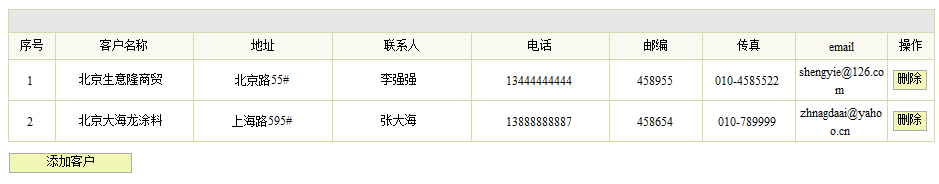 序号 客户名称 地址 联系人 电话 邮编 传真 email 操作
1 北京生意隆商贸 北京路55# 李强强 13444444444 458955 010-4585522 shengyie@126.co
m 删除
2 北京大海龙涂料 上海路595# 张大海 13888888887 458654 010-789999 zhnagdaai@yaho
o.cn 删除
添加客户